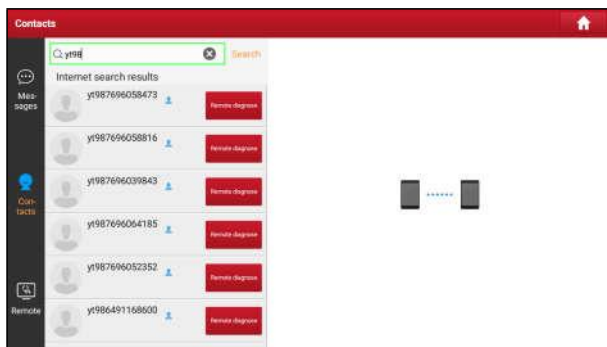 Contacts
yt98
Search
Internet search results
Mes-
sages
yt987696058473
Remote diagnose
yt987696058816
Remote diagnose
yt987696039843
Remote diagnose
Con-
tacts
yt987696064185
Remote diagnose
yt987696052352
Remote diagnose
yt986491168600
Remote diagnose
Remote